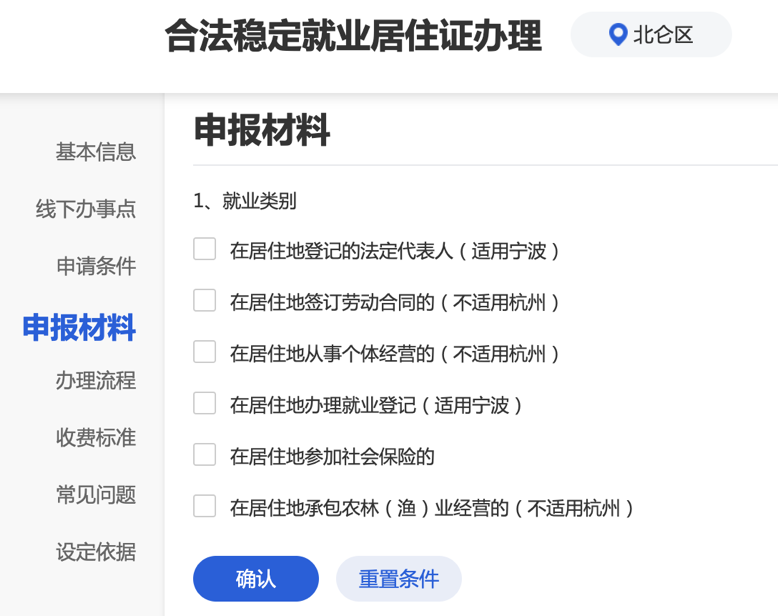 合法稳定就业居住证办理
北仑区
基本信息
线下办事点
申请条件
申报材料
办理流程
收费标准
常见问题
设定依据
申报材料
1、就业类别
在居住地登记的法定代表人（适用宁波）
在居住地签订劳动合同的（不适用杭州）
在居住地从事个体经营的（不适用杭州）
在居住地办理就业登记（适用宁波）
在居住地参加社会保险的
在居住地承包农林（渔）业经营的（不适用杭州）
确认
重置条件